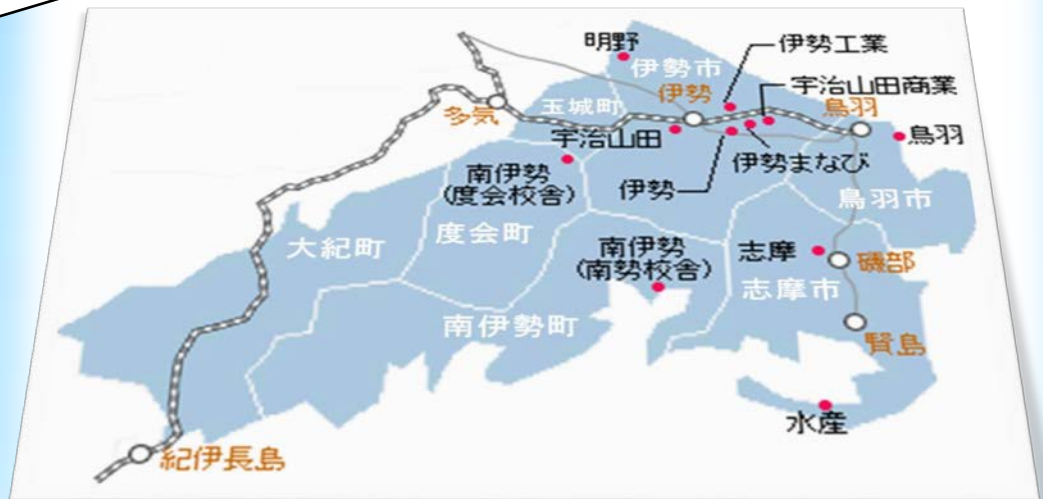 明野
伊勢工業
伊勢市
宇治山田商業
伊勢
玉城町
鳥羽
多気
宇治山田
鳥羽
伊勢まなび
南伊勢
(度会校舎)
伊勢
鳥羽市
度会町
大紀町
南伊勢
(南勢校舎)
志摩
磯部
志摩市
南伊勢町
賢島
水産
紀伊長島